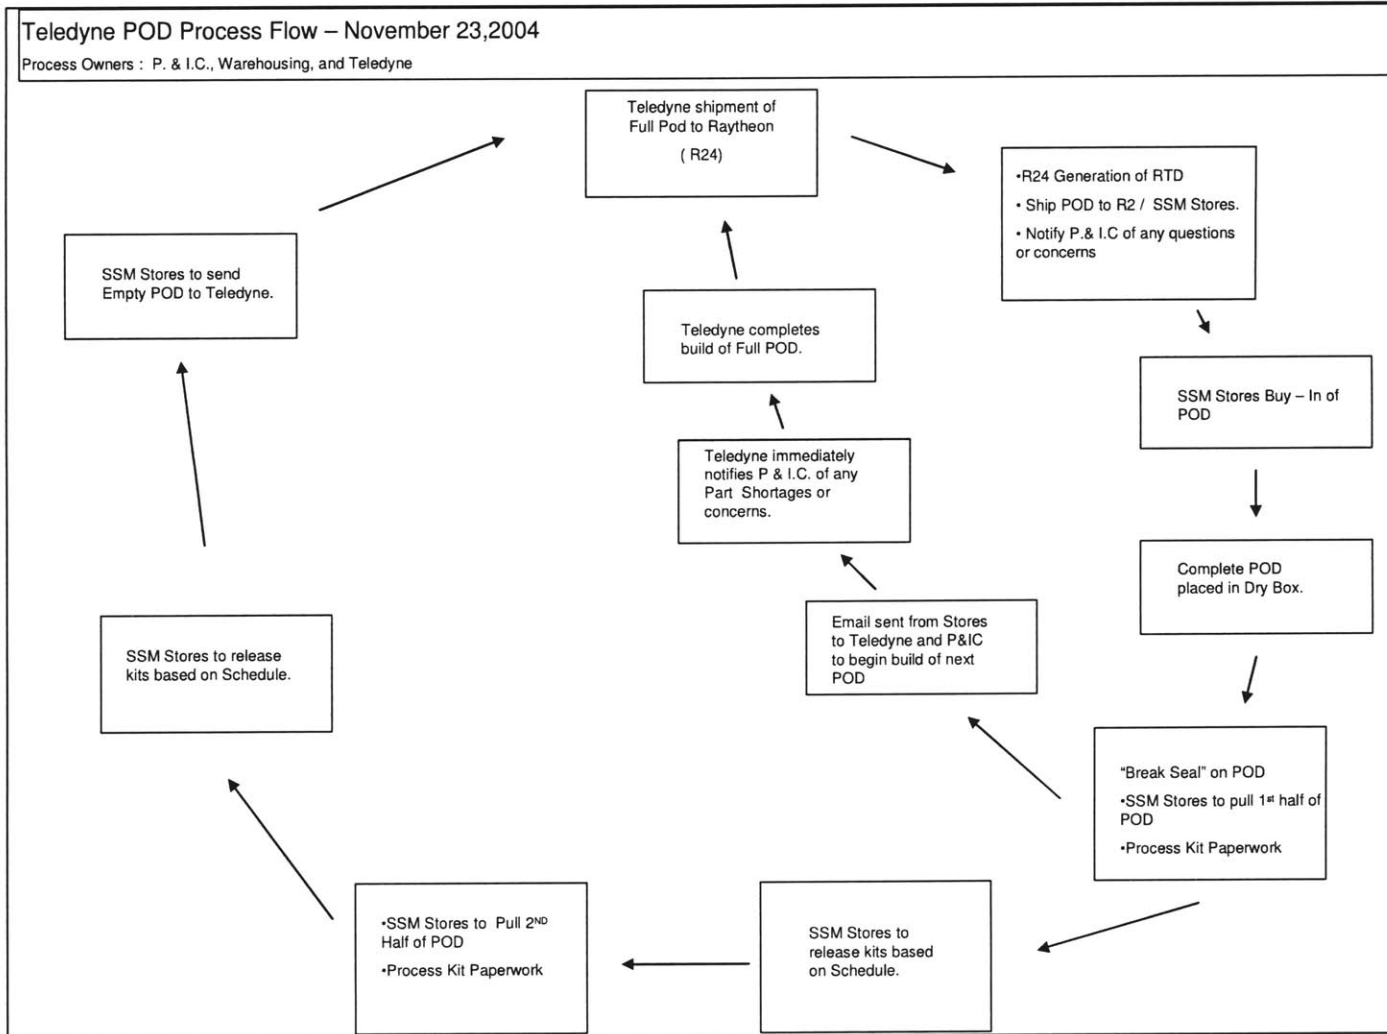 Teledyne POD Process Flow – November 23,2004
Process Owners :  P. & I.C., Warehousing, and Teledyne
Teledyne shipment of
Full Pod to Raytheon
( R24)
•R24 Generation of RTD
• Ship POD to R2 /  SSM Stores.
• Notify P.& I.C of any questions
or concerns
SSM Stores Buy – In of
POD
Complete POD
placed in Dry Box.
“Break Seal” on POD
•SSM Stores to pull 1st half of
POD
•Process Kit Paperwork
Email sent from Stores
to Teledyne and P&IC
to begin build of next
POD
Teledyne immediately
notifies P & I.C. of any
Part  Shortages or
concerns.
Teledyne completes
build of Full POD.
SSM Stores to
release kits based
on Schedule.
•SSM Stores to  Pull 2ND
Half of POD
•Process Kit Paperwork
SSM Stores to release
kits based on Schedule.
SSM Stores to send
Empty POD to Teledyne.